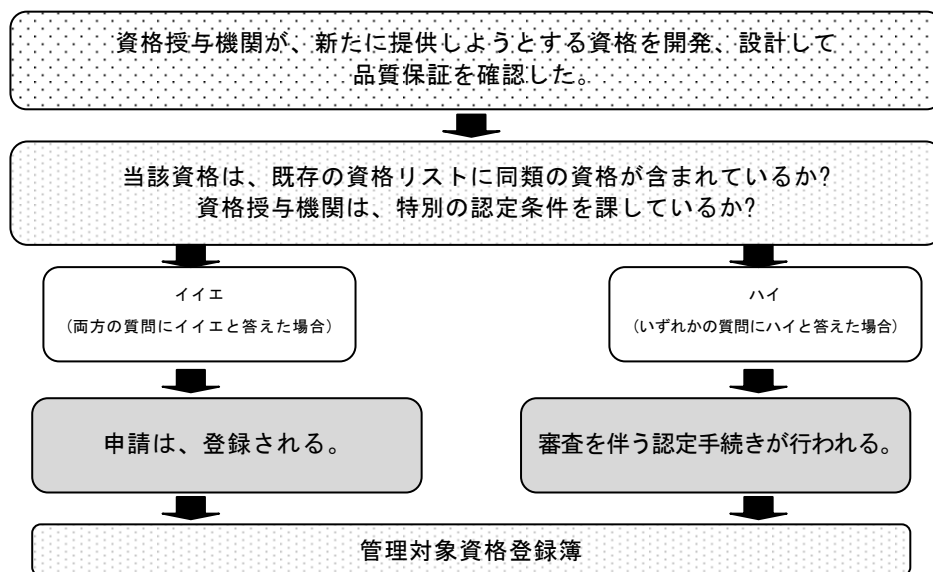 資格授与機関が、新たに提供しようとする資格を開発、設計して
品質保証を確認した。
当該資格は、既存の資格リストに同類の資格が含まれているか?
資格授与機関は、特別の認定条件を課しているか?
イイエ
（両方の質問にイイエと答えた場合）
ハイ
（いずれかの質問にハイと答えた場合）
申請は、登録される。
審査を伴う認定手続きが行われる。
管理対象資格登録簿